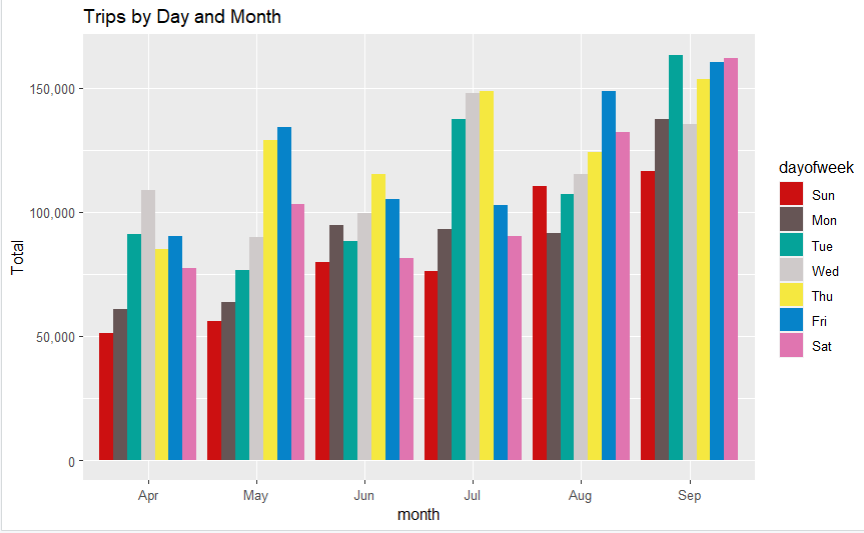 Trips by Day and Month
150,000
100,000
50,000
0
Total
Apr May Jun Jul Aug Sep
month
dayofweek
Sun
Mon
Tue
Wed
Thu
Fri
Sat